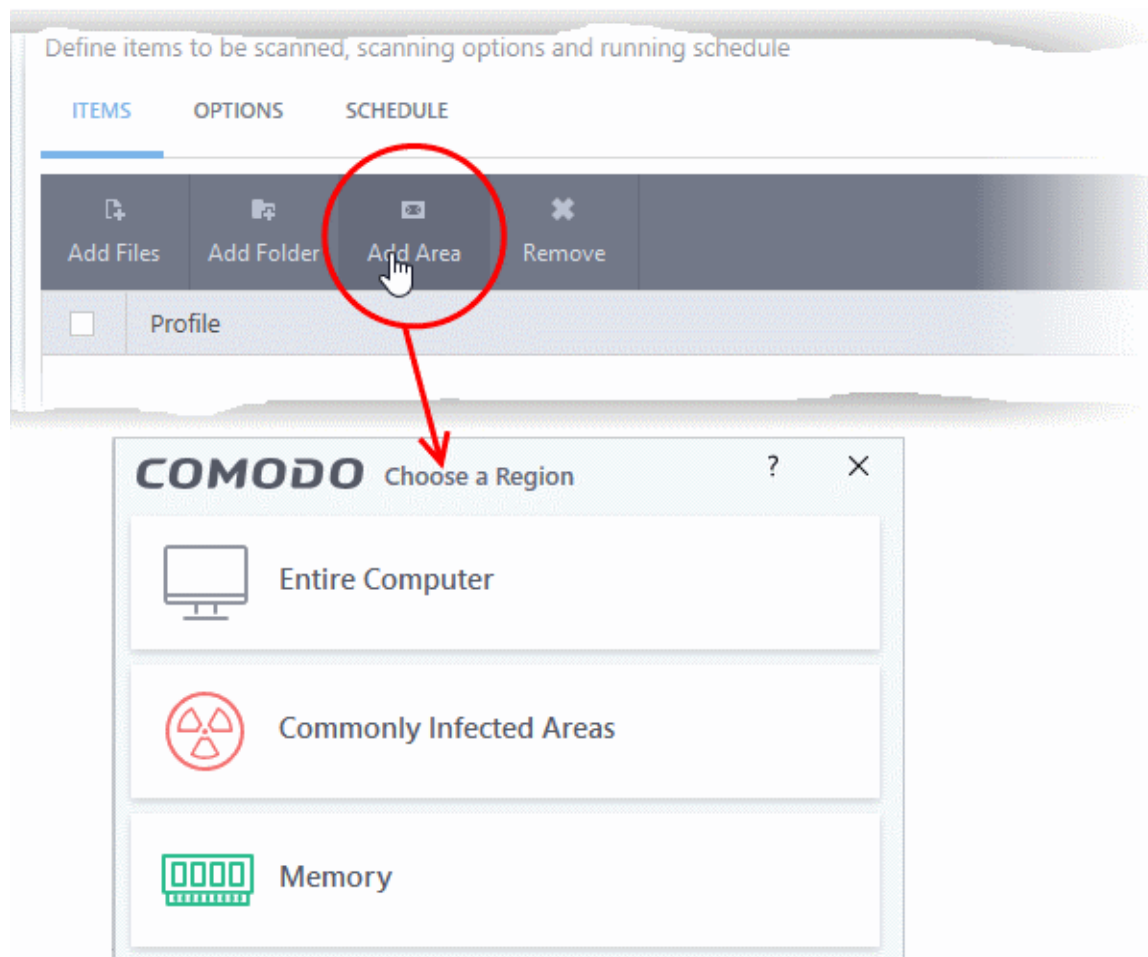 Define items to be scanned, scanning options and running schedule
ITEMS OPTIONS SCHEDULE
Add Files Add Folder Add Area Remove
Profile
COMODO Choose a Region ?
Entire Computer
Commonly Infected Areas
Memory